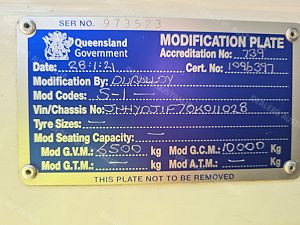 SER NO. 973523
Queensland Government
MODIFICATION PLATE
Accreditation No: 739
Date: 28.1.21 Cert. No: 1096397
Modification By: DURALOY
Mod Codes: S-1 —
Vin/Chassis No: JHHYDJ1F70K011028
Tyre Sizes: —
Mod Seating Capacity: —
Mod G.V.M.: 6500 kg Mod G.C.M.: 10000 kg
Mod G.T.M.: — kg Mod A.T.M.: — kg
THIS PLATE NOT TO BE REMOVED